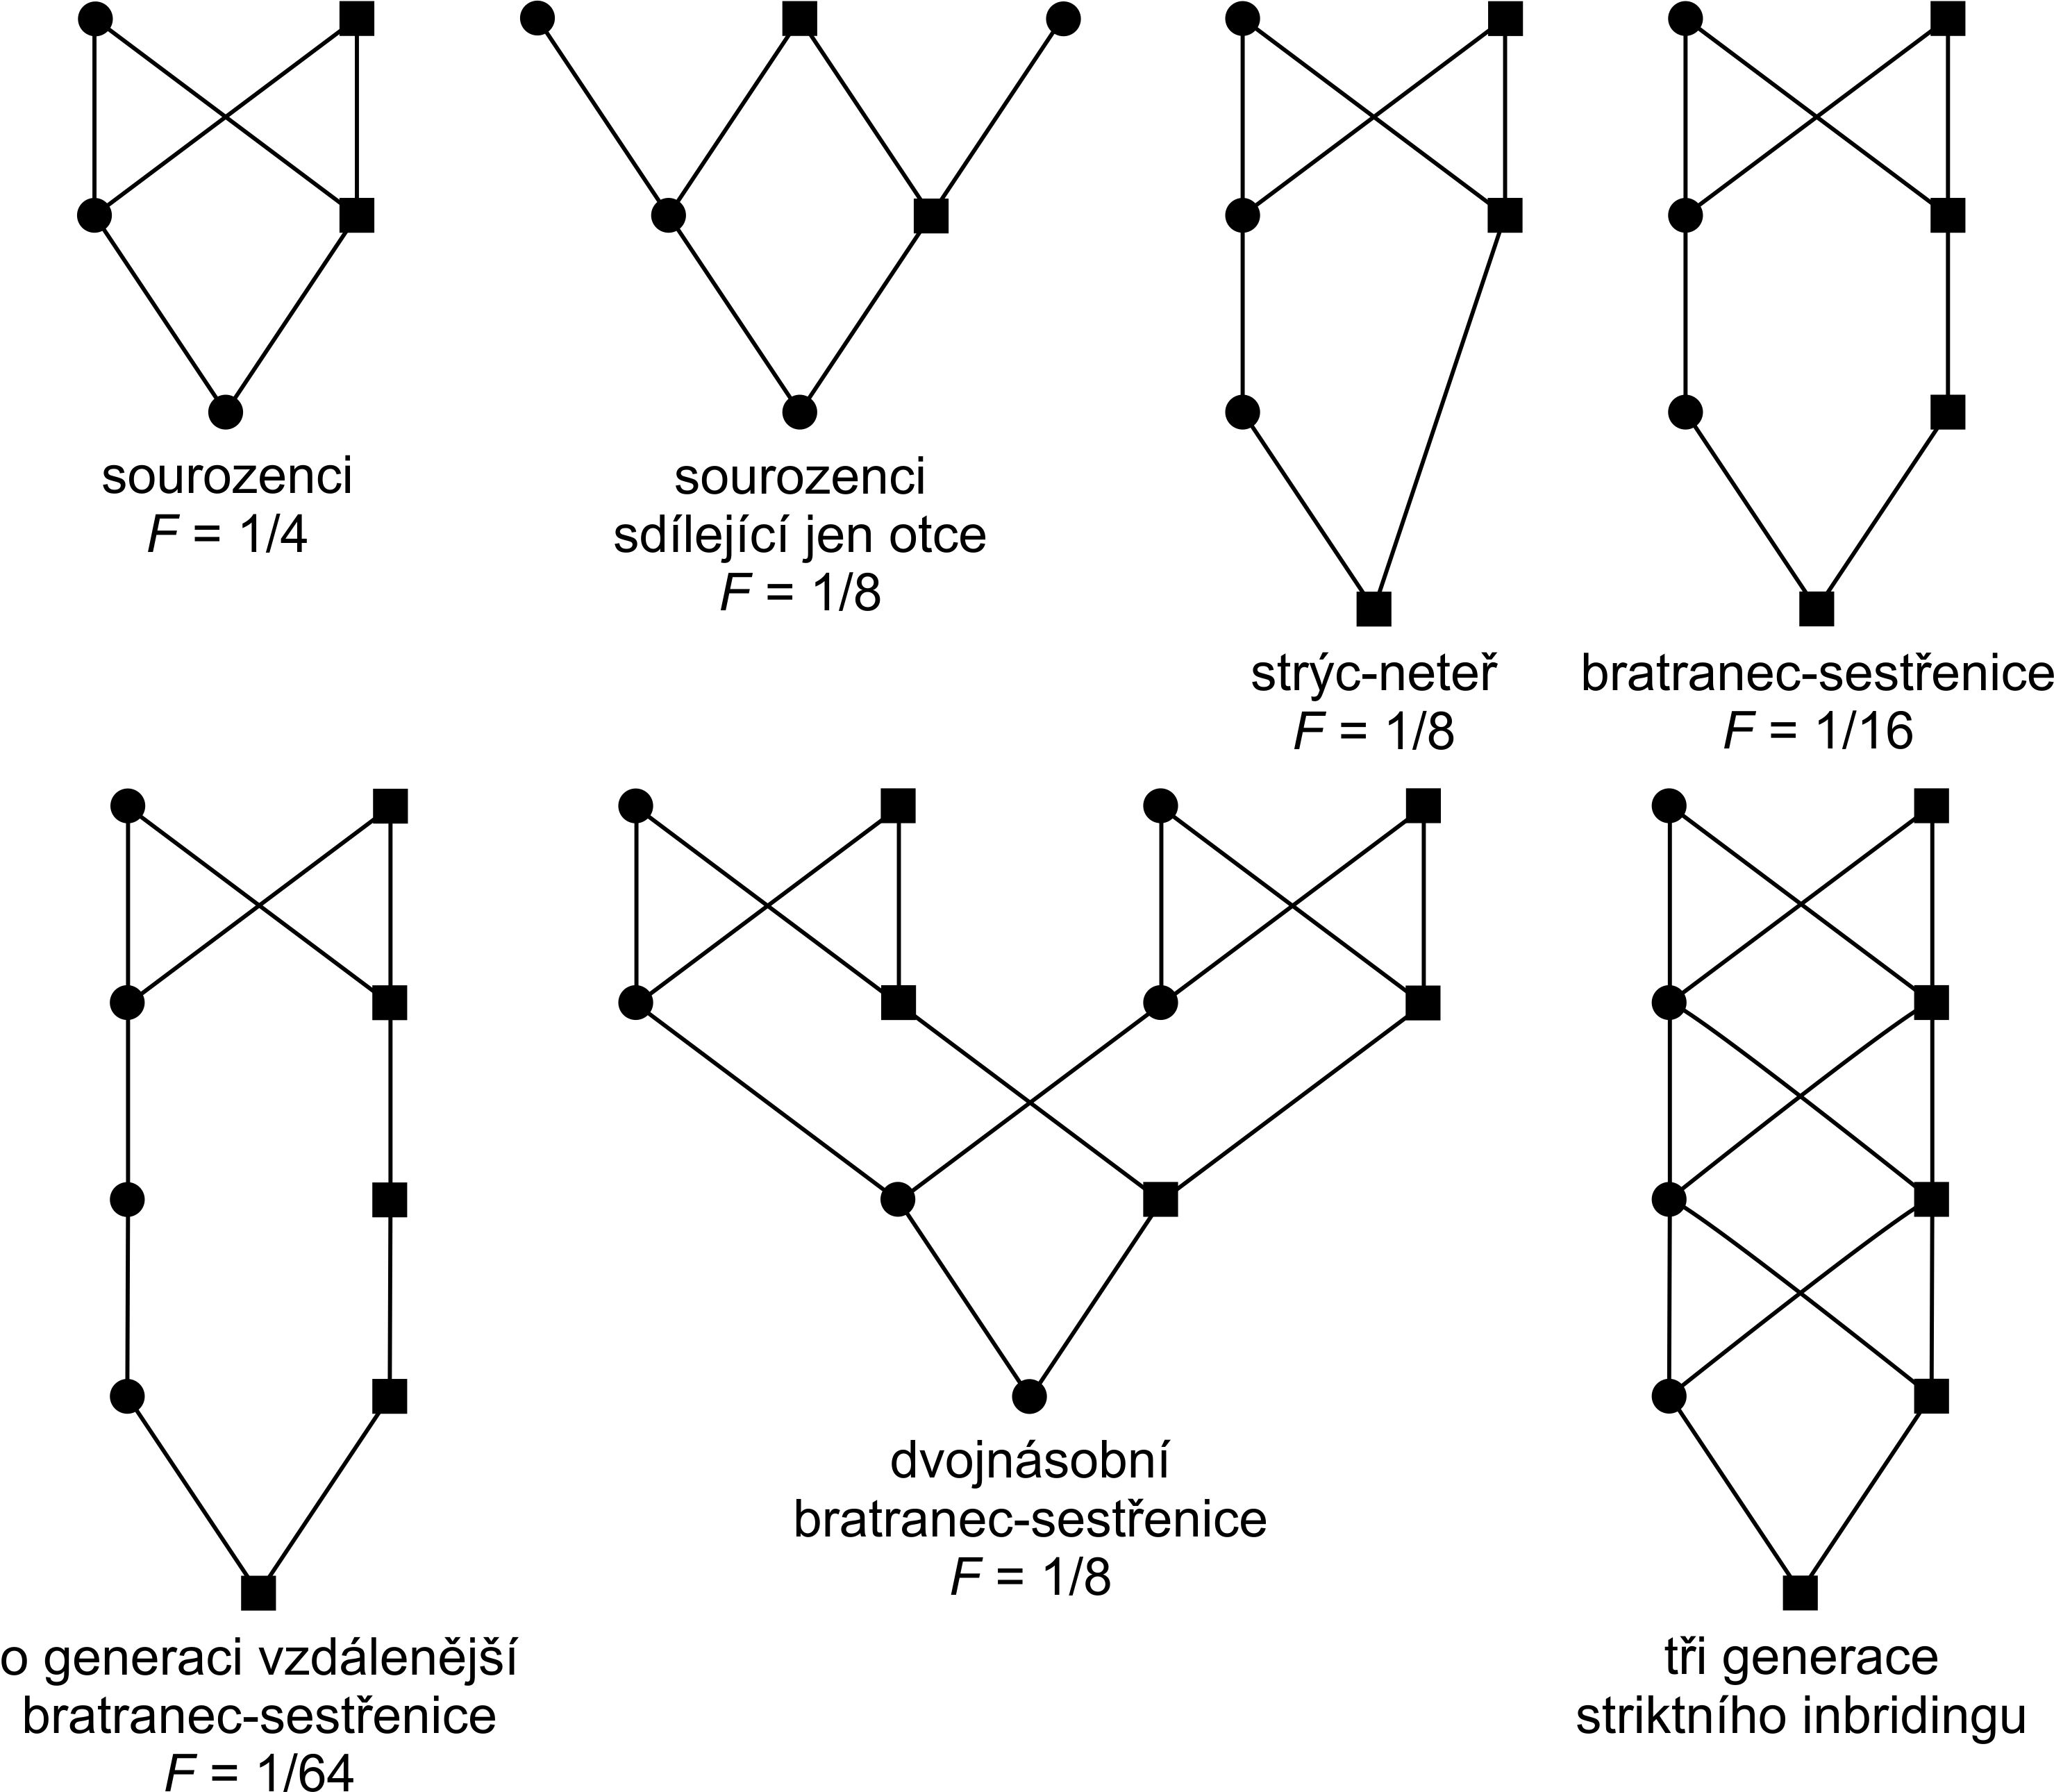 sourozenci
F = 1/4
sourozenci
sdílející jen otce
F = 1/8
strýc-neteř
F = 1/8
bratranec-sestřenice
F = 1/16
o generaci vzdálenější
bratranec-sestřenice
F = 1/64
dvojnásobní
bratranec-sestřenice
F = 1/8
tři generace
striktního inbridingu